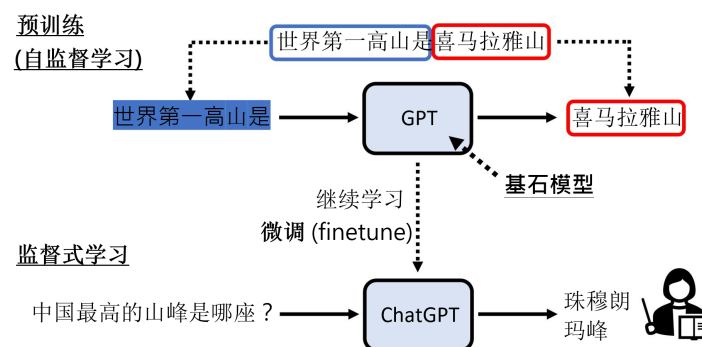 预训练
(自监督学习)
世界第一高山是喜马拉雅山
世界第一高山是
GPT
喜马拉雅山
基石模型
继续学习
微调 (finetune)
监督式学习
中国最高的山峰是哪座？
ChatGPT
珠穆朗
玛峰